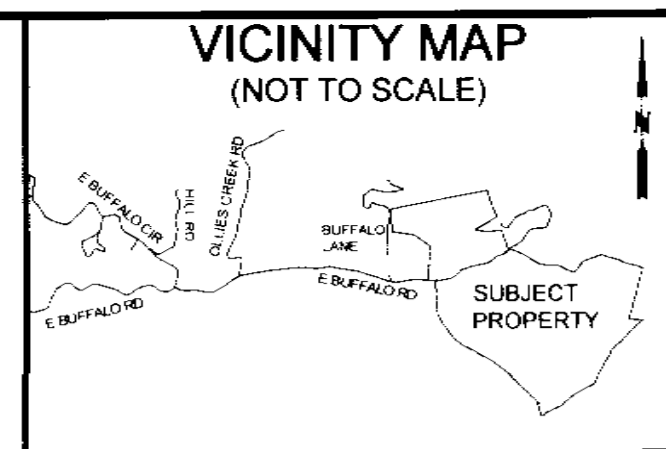 VICINITY MAP
(NOT TO SCALE)
N
E BUFFALO CIR
HILL RD
OLLIES CREEK RD
BUFFALO
LANE
E BUFFALO RD
E BUFFALO RD
SUBJECT
PROPERTY